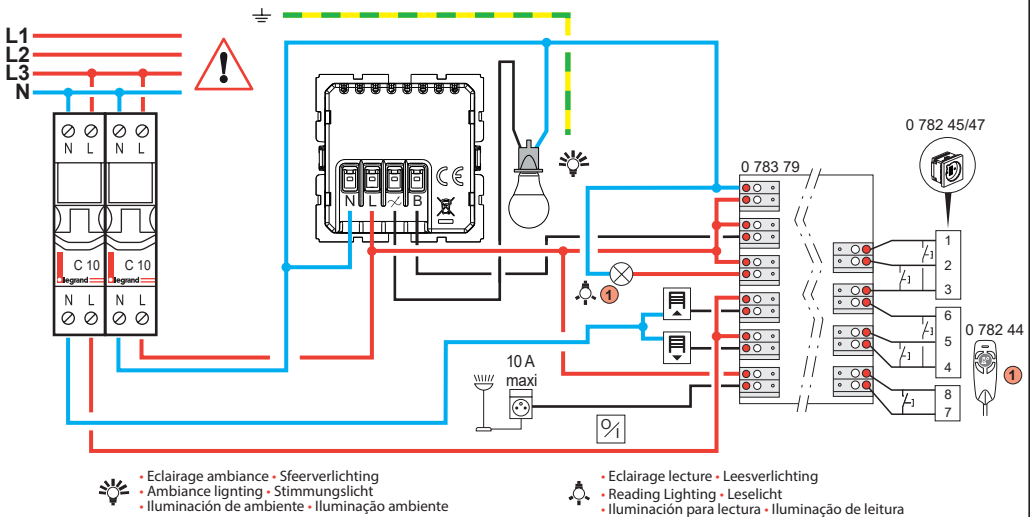 L1
L2
L3
N
!
N L N L
C 10 C 10
legrand legrand
N L N L
N L B
CE
1
10 A
maxi
O/I
0 783 79
0 782 45/47
1
2
3
6
5
4
8
7
0 782 44
1
• Eclairage ambiance • Sfeerverlichting
• Ambiance lignting • Stimmungslicht
• Iluminación de ambiente • Iluminação ambiente
• Eclairage lecture • Leesverlichting
• Reading Lighting • Leselicht
• Iluminación para lectura • Iluminação de leitura